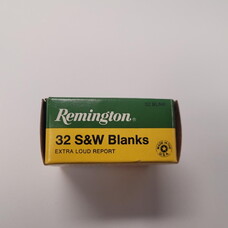 Remington
32 S&W Blanks
EXTRA LOUD REPORT